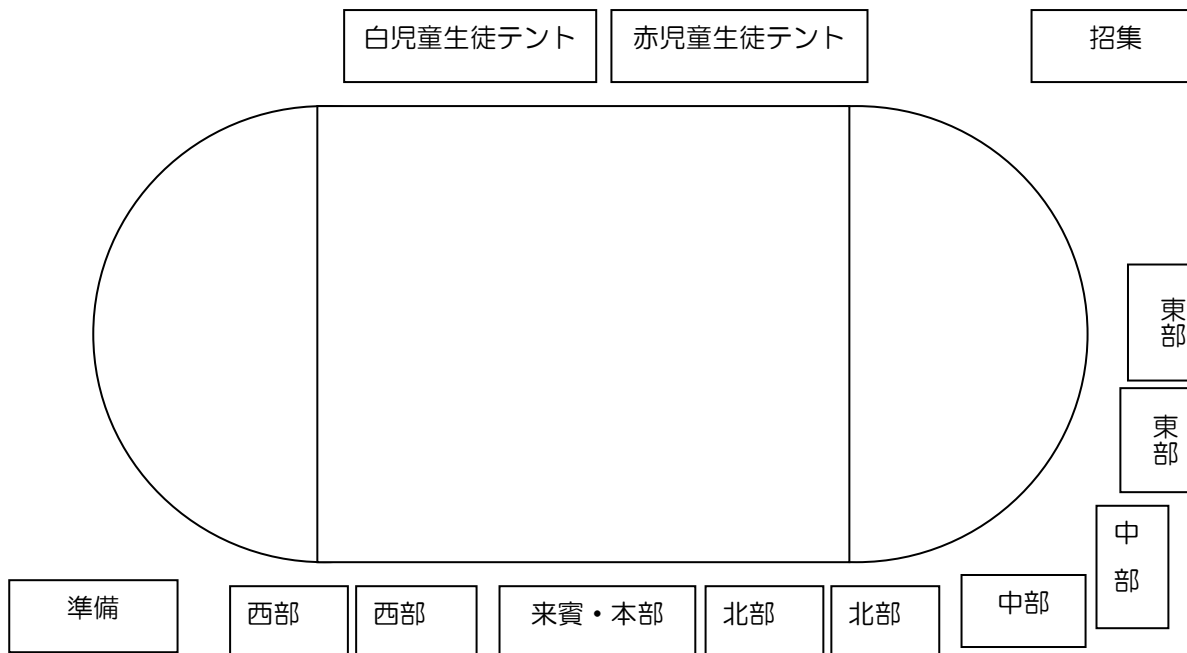 白児童生徒テント
赤児童生徒テント
招集
東部
東部
中部
準備
西部
西部
来賓・本部
北部
北部
中部